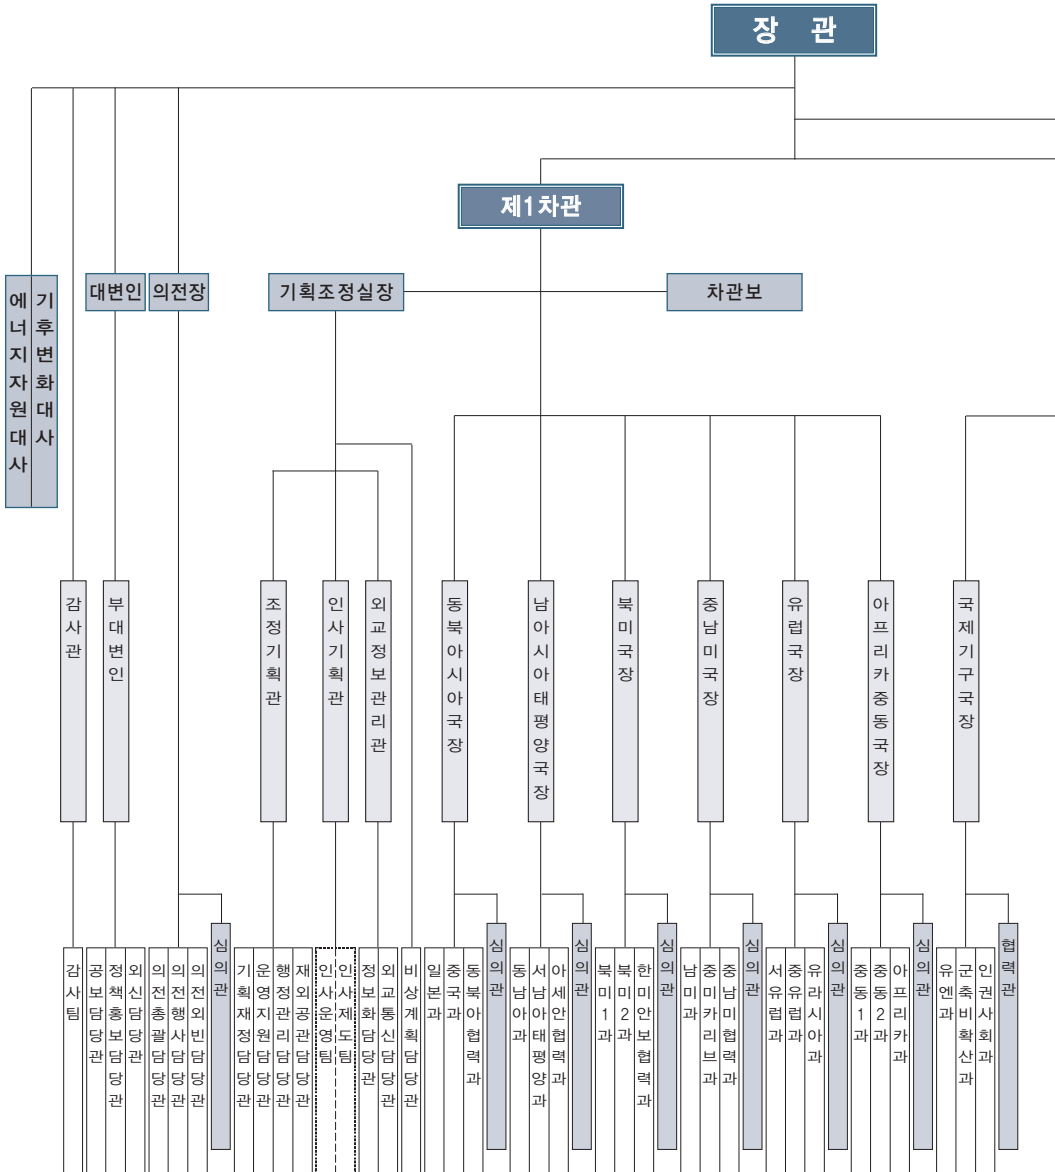 장 관
제1차관
에너지자원대사
기후변화대사
대변인
의전장
기획조정실장
차관보
감사관
부대변인
조정기획관
인사기획관
외교정보관리관
동북아시아국장
남아시아태평양국장
북미국장
중남미국장
유럽국장
아프리카중동국장
국제기구국장
감사팀
공보담당관
정책홍보담당관
외신담당관
의전총괄담당관
의전행사담당관
의전외빈담당관
심의관
기획재정담당관
운영지원담당관
행정관리담당관
재외공관담당관
인사운영팀
인사제도팀
정보화담당관
외교통신담당관
비상계획담당관
일본과
중국과
동북아협력과
심의관
동남아과
서남아태평양과
아세안협력과
심의관
북미1과
북미2과
한미안보협력과
심의관
남미과
중미카리브과
중남미협력과
심의관
서유럽과
중유럽과
유라시아과
심의관
중동1과
중동2과
아프리카과
심의관
유엔과
군축비확산과
인권사회과
협력관